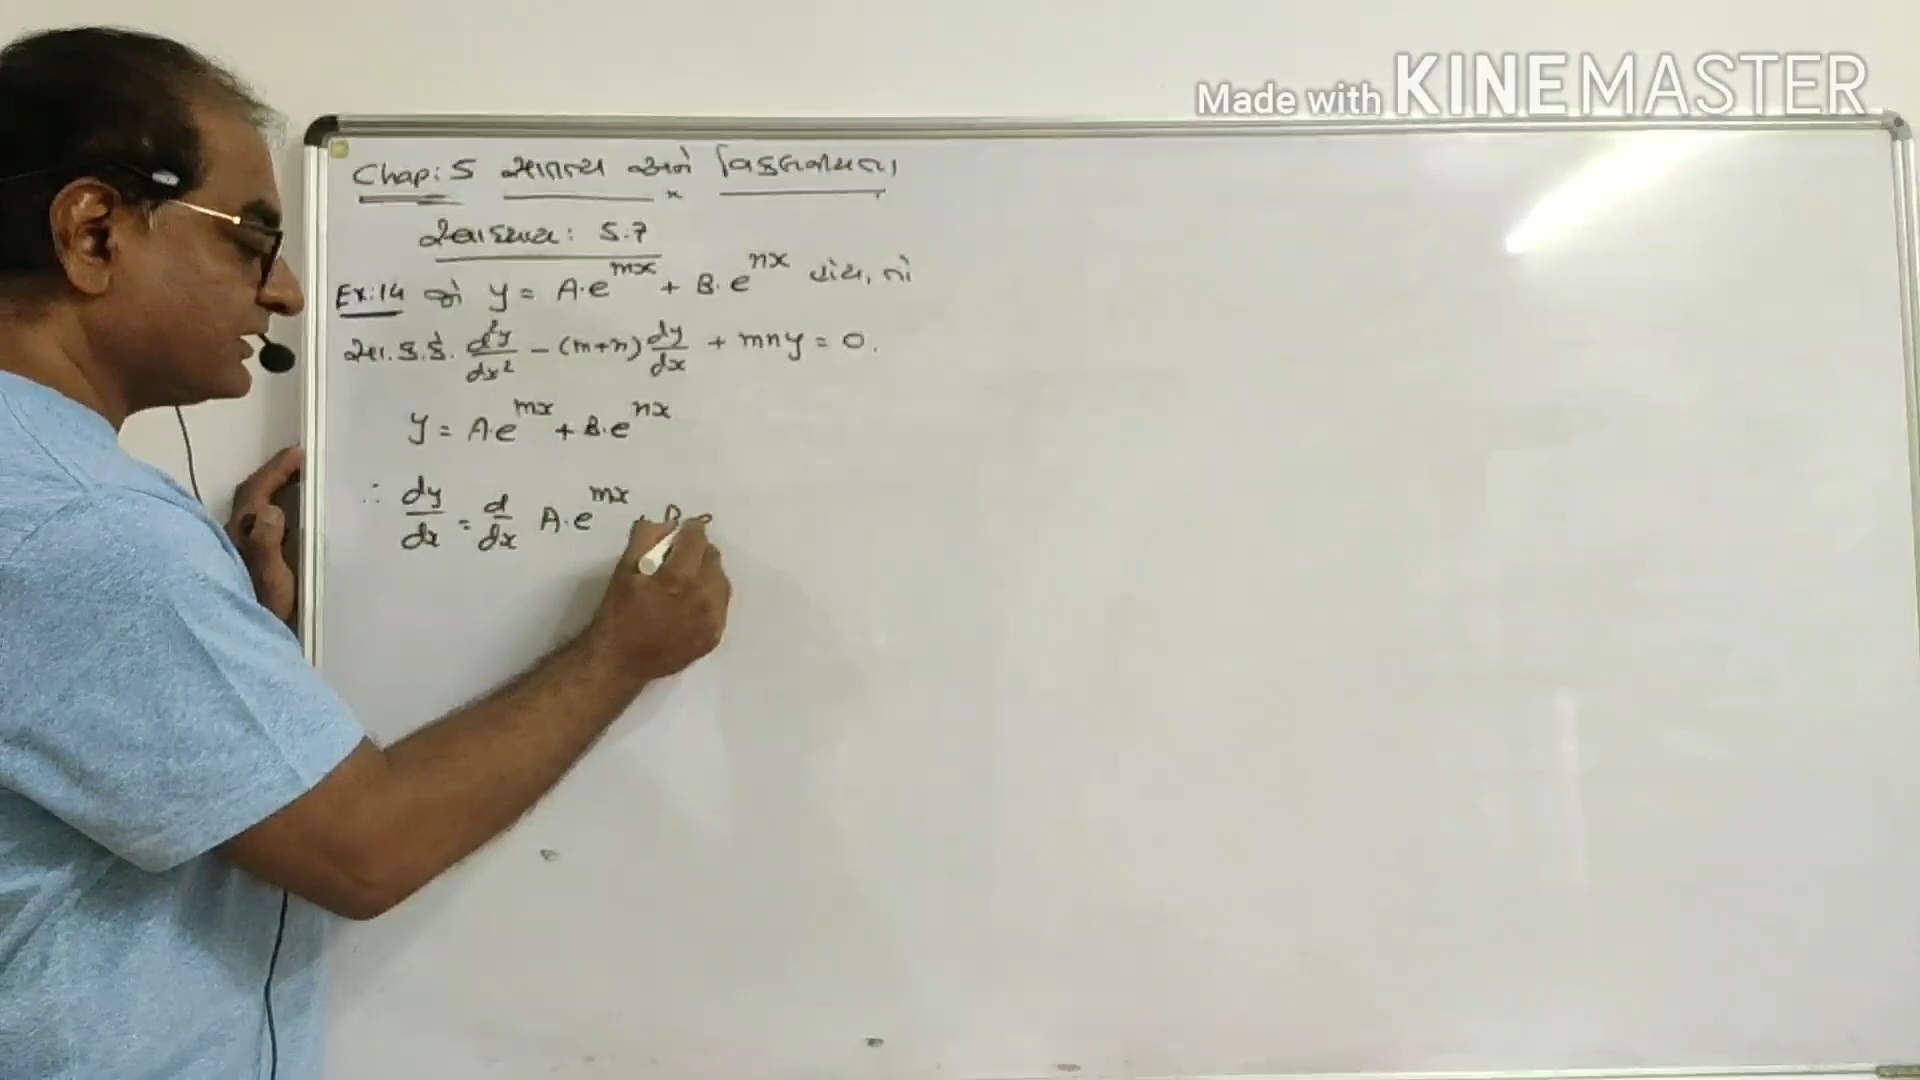 Made with KINEMASTER
Chap: 5 સાતત્ય અને વિકલનીયતા
સ્વાધ્યાય: 5.7
Ex:14 જો y = A·e^mx + B·e^nx હોય, તો
સા.કે.કે. d²y/dx² - (m+n) dy/dx + mny = 0.
y = A·e^mx + B·e^nx
∴ dy/dx = d/dx A·e^mx + B·e